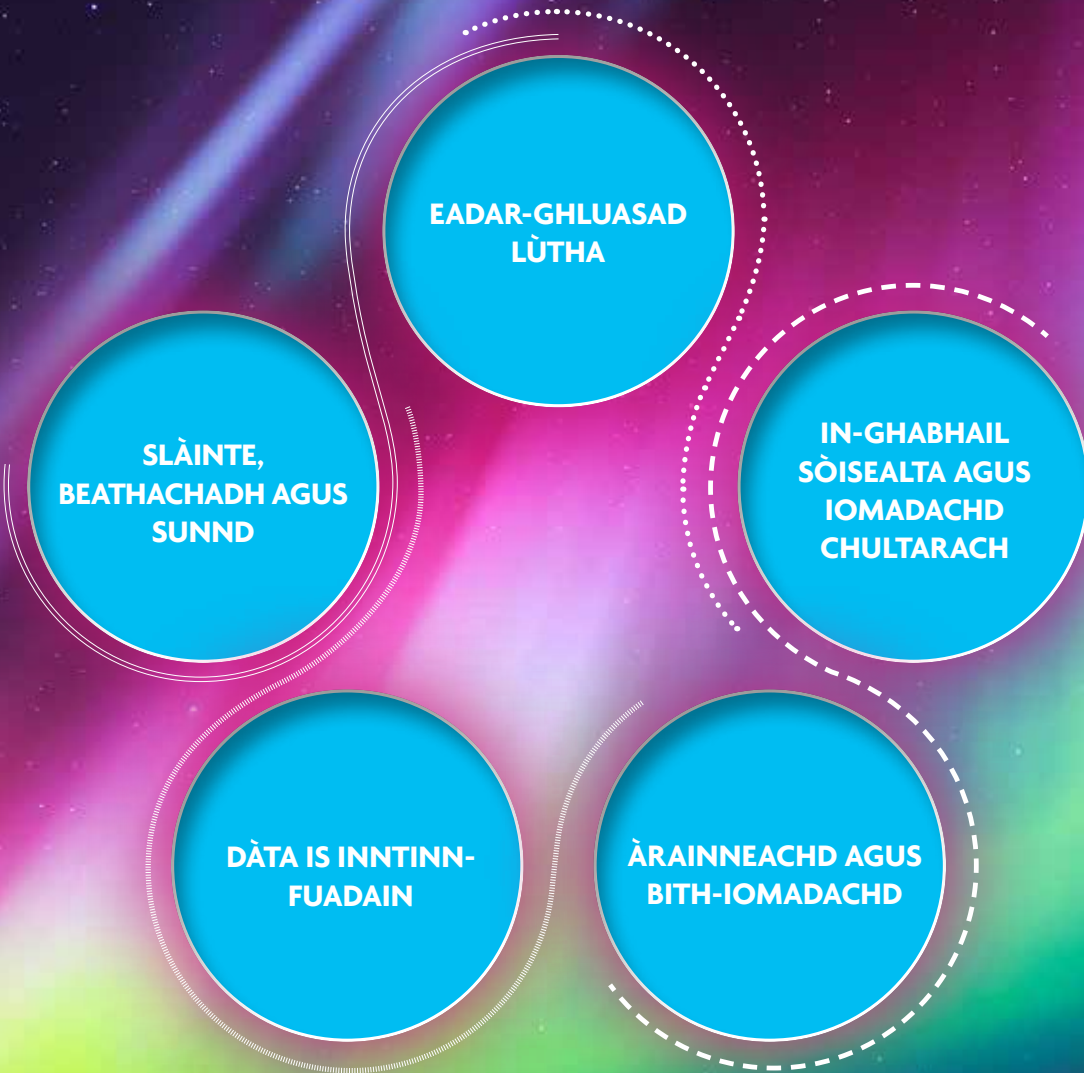 EADAR-GHLUASAD
LÙTHA
SLÀINTE,
BEATHACHADH AGUS
SUNND
IN-GHABHAIL
SÒISEALTA AGUS
IOMADACHD
CHULTARACH
DÀTA IS INNTINN-
FUADAIN
ÀRAINNEACHD AGUS
BITH-IOMADACHD